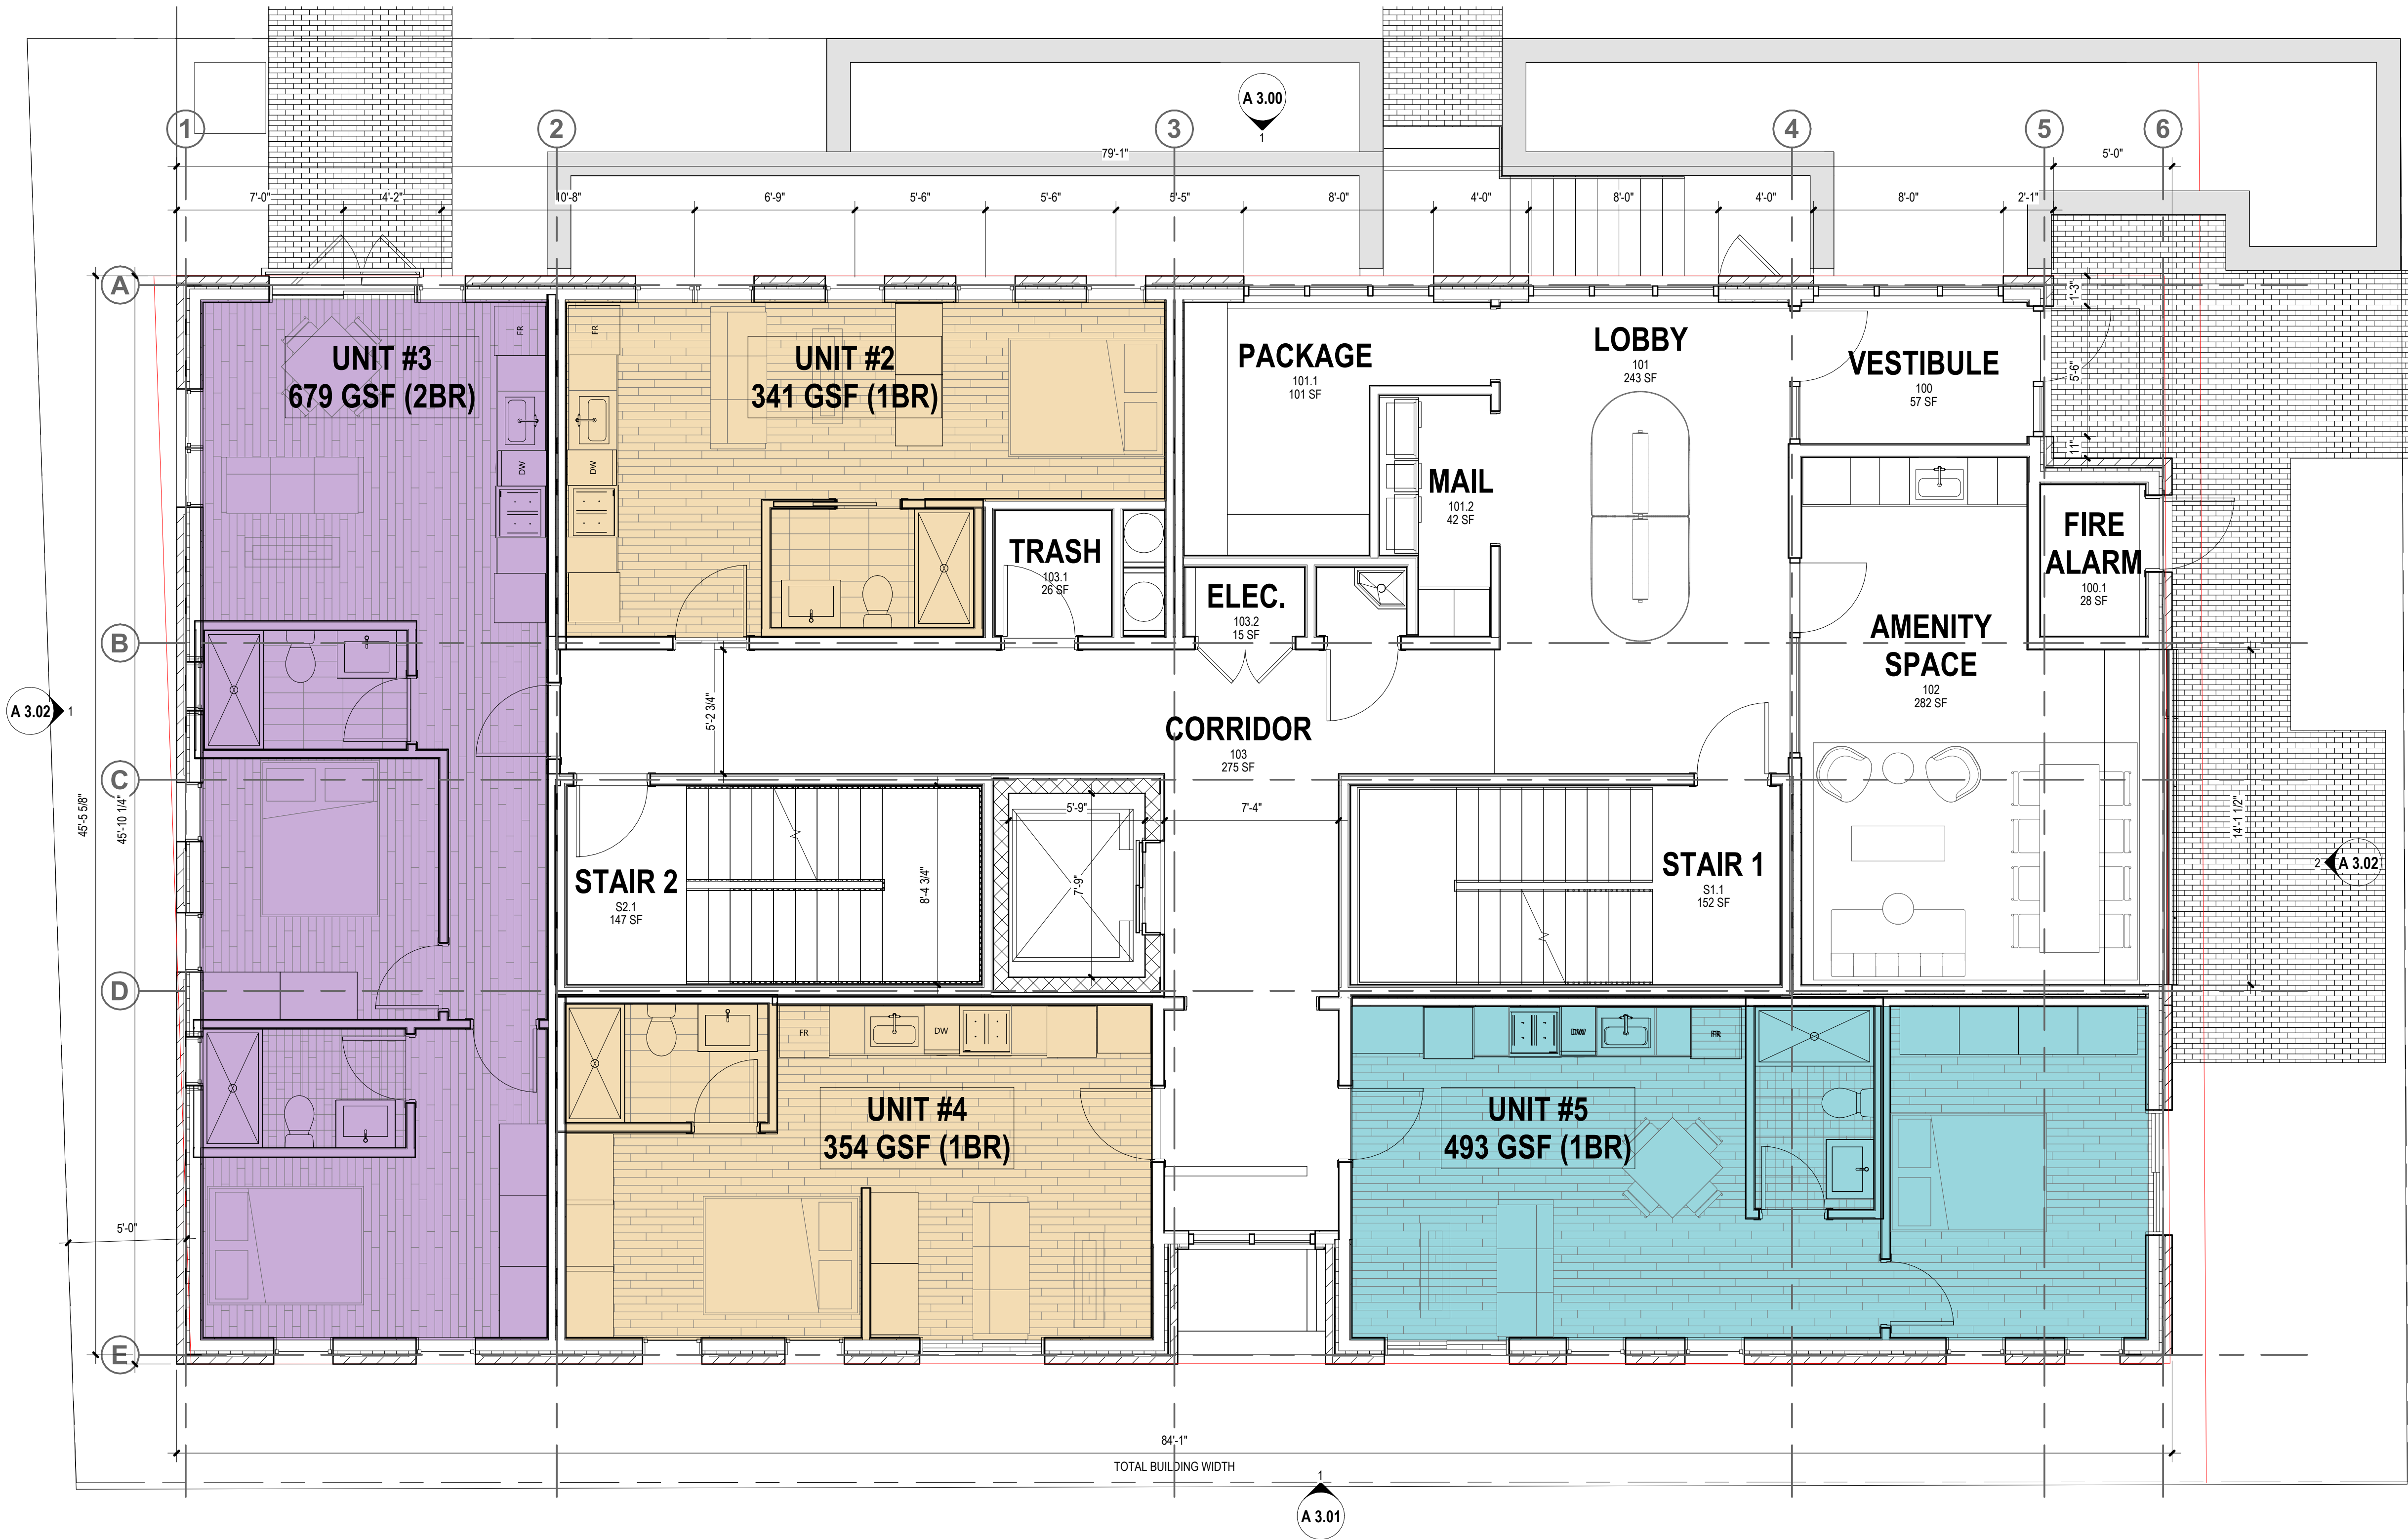 A 3.00
1
1
2
3
4
5
6
79'-1"
5'-0"
7'-0"
4'-2"
10'-8"
6'-9"
5'-6"
5'-6"
5'-5"
8'-0"
4'-0"
8'-0"
4'-0"
8'-0"
2'-1"
A
1'-3"
FR
FR
UNIT #3
679 GSF (2BR)
UNIT #2
341 GSF (1BR)
PACKAGE
101.1
101 SF
LOBBY
101
243 SF
VESTIBULE
100
57 SF
5'-6"
11"
DW
DW
MAIL
101.2
42 SF
TRASH
103.1
26 SF
ELEC.
103.2
15 SF
FIRE
ALARM
100.1
28 SF
B
AMENITY
SPACE
102
282 SF
A 3.02
1
5'-2 3/4"
CORRIDOR
103
275 SF
C
45'-5 5/8"
45'-10 1/4"
5'-9"
7'-4"
7'-9"
8'-4 3/4"
14'-1 1/2"
STAIR 2
S2.1
147 SF
STAIR 1
S1.1
152 SF
2
A 3.02
D
FR
DW
DW
FR
UNIT #4
354 GSF (1BR)
UNIT #5
493 GSF (1BR)
5'-0"
E
84'-1"
TOTAL BUILDING WIDTH
1
A 3.01